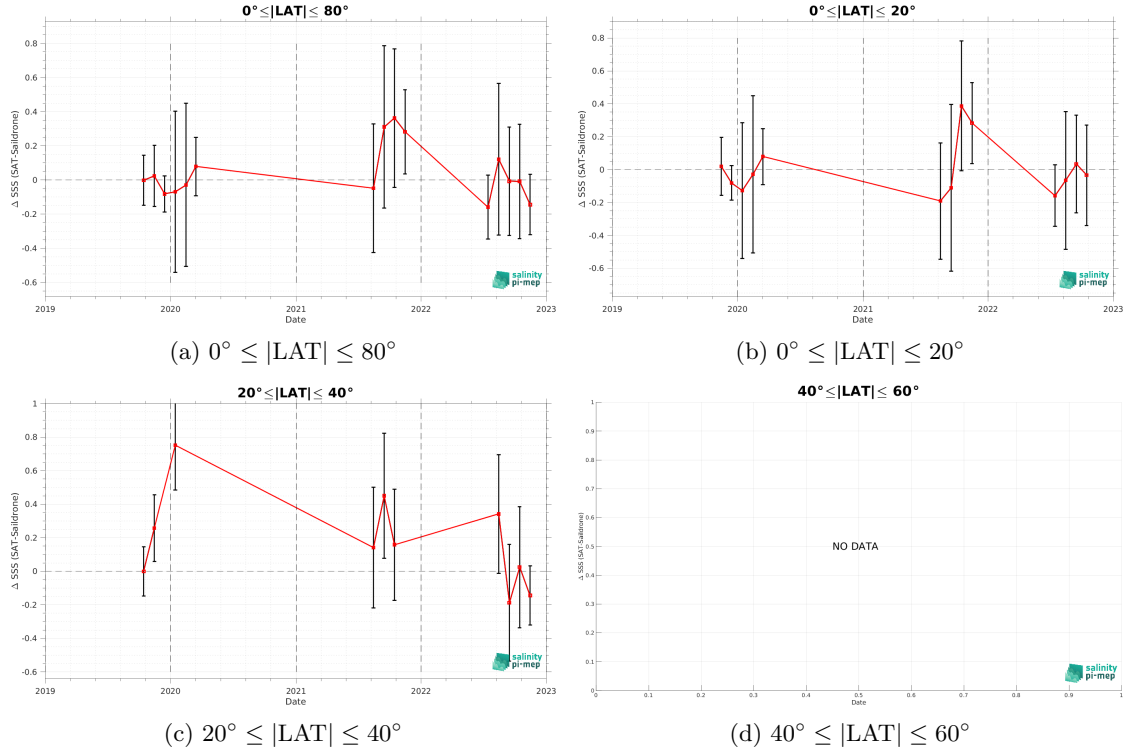 0°≤|LAT|≤ 80°
Δ SSS (SAT-Saildrone)
0.8
0.6
0.4
0.2
0
-0.2
-0.4
-0.6
2019
2020
2021
2022
2023
Date
salinity
pi-mep
(a) 0° ≤ |LAT| ≤ 80°
0°≤|LAT|≤ 20°
Δ SSS (SAT-Saildrone)
0.8
0.6
0.4
0.2
0
-0.2
-0.4
-0.6
2019
2020
2021
2022
2023
Date
salinity
pi-mep
(b) 0° ≤ |LAT| ≤ 20°
20°≤|LAT|≤ 40°
Δ SSS (SAT-Saildrone)
1
0.8
0.6
0.4
0.2
0
-0.2
-0.4
-0.6
2019
2020
2021
2022
2023
Date
salinity
pi-mep
(c) 20° ≤ |LAT| ≤ 40°
40°≤|LAT|≤ 60°
Δ SSS (SAT-Saildrone)
1
0.9
0.8
0.7
0.6
0.5
0.4
0.3
0.2
0.1
0
NO DATA
0
0.1
0.2
0.3
0.4
0.5
0.6
0.7
0.8
0.9
1
Date
salinity
pi-mep
(d) 40° ≤ |LAT| ≤ 60°